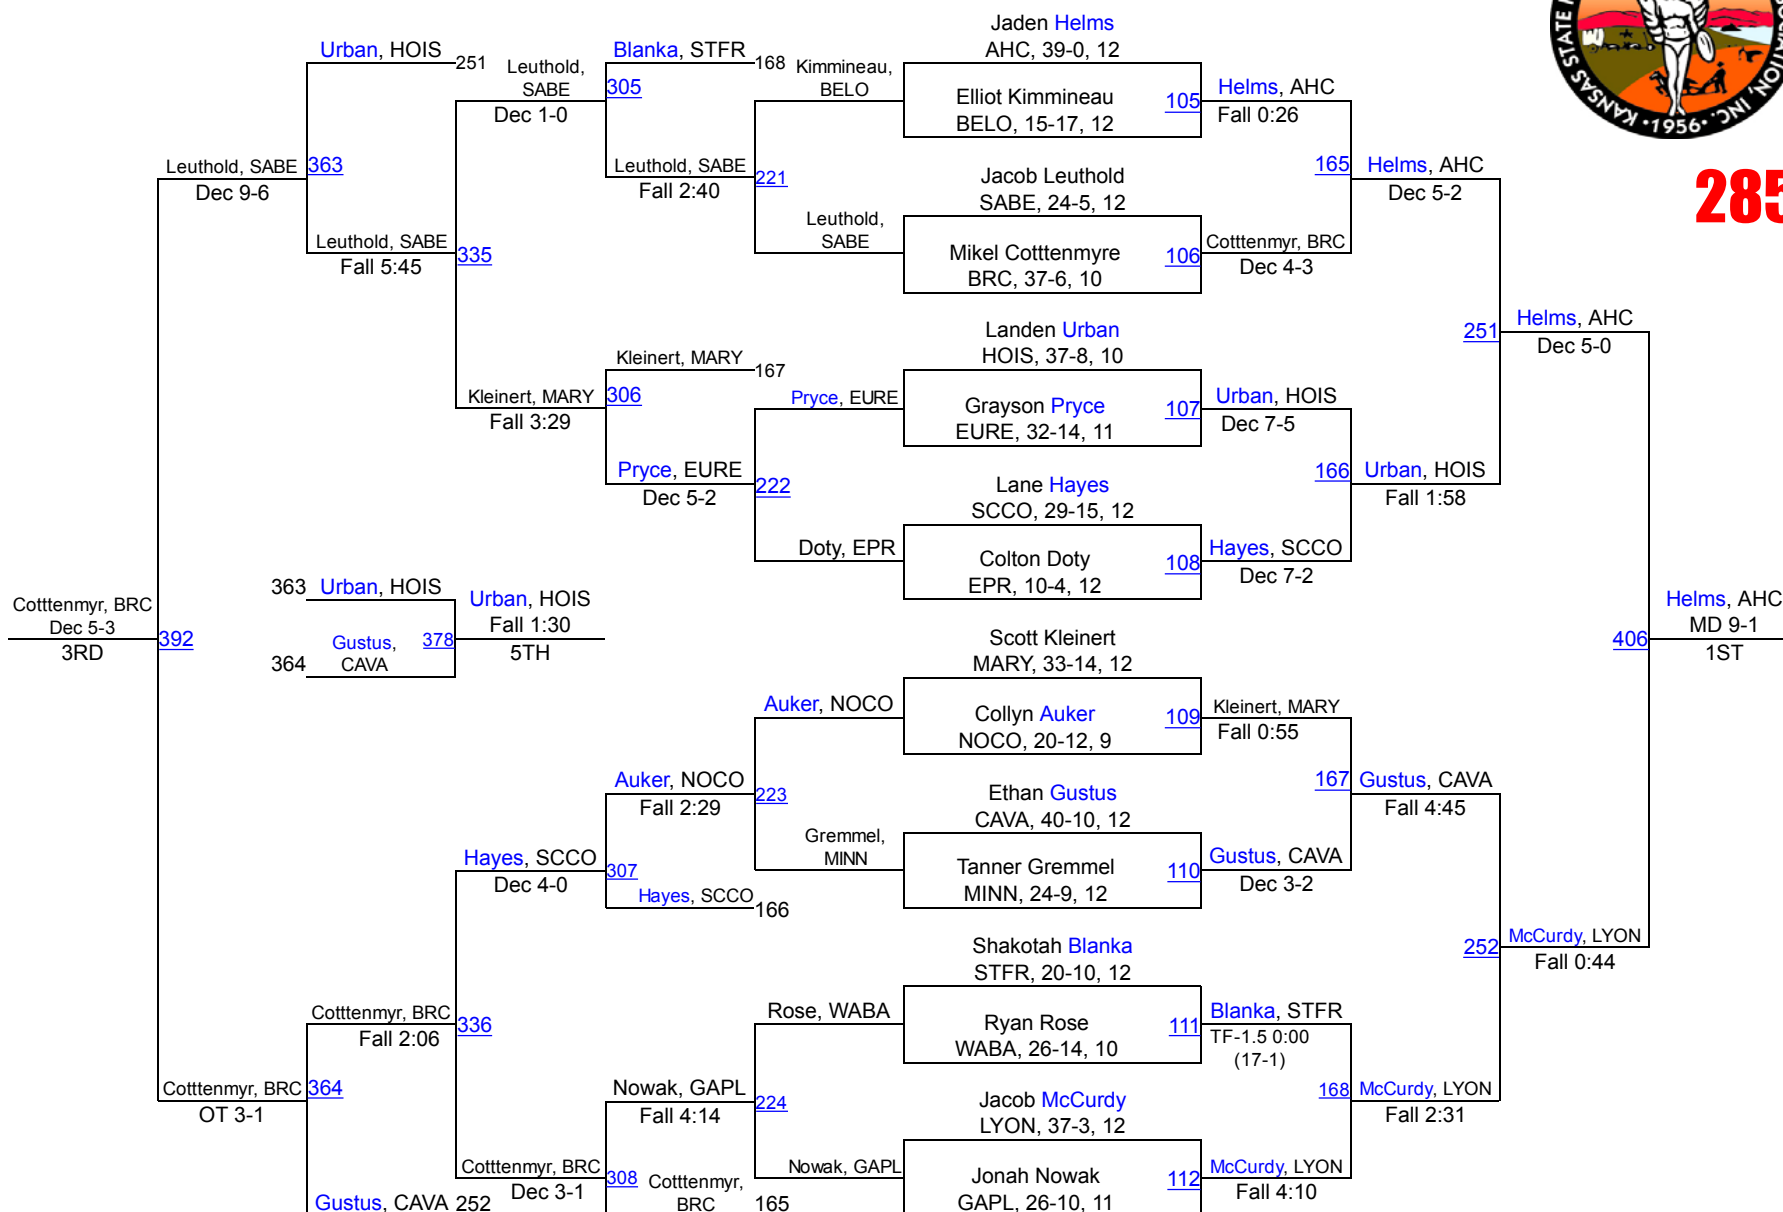 Jaden Helms
AHC, 39-0, 12
Elliot Kimmineau
BELO, 15-17, 12
105
Helms, AHC
Fall 0:26
Jacob Leuthold
SABE, 24-5, 12
Mikel Cotttenmyre
BRC, 37-6, 10
106
Cotttenmyr, BRC
Dec 4-3
165
Helms, AHC
Dec 5-2
Landen Urban
HOIS, 37-8, 10
Grayson Pryce
EURE, 32-14, 11
107
Urban, HOIS
Dec 7-5
Lane Hayes
SCCO, 29-15, 12
Colton Doty
EPR, 10-4, 12
108
Hayes, SCCO
Dec 7-2
166
Urban, HOIS
Fall 1:58
251
Helms, AHC
Dec 5-0
Scott Kleinert
MARY, 33-14, 12
Collyn Auker
NOCO, 20-12, 9
109
Kleinert, MARY
Fall 0:55
Ethan Gustus
CAVA, 40-10, 12
Tanner Gremmel
MINN, 24-9, 12
110
Gustus, CAVA
Dec 3-2
167
Gustus, CAVA
Fall 4:45
Shakotah Blanka
STFR, 20-10, 12
Ryan Rose
WABA, 26-14, 10
111
Blanka, STFR
TF-1.5 0:00
(17-1)
Jacob McCurdy
LYON, 37-3, 12
Jonah Nowak
GAPL, 26-10, 11
112
McCurdy, LYON
Fall 4:10
168
McCurdy, LYON
Fall 2:31
252
McCurdy, LYON
Fall 0:44
406
Helms, AHC
MD 9-1
1ST
Kimmineau,
BELO
Leuthold,
SABE
221
Leuthold, SABE
Fall 2:40
Blanka, STFR
168
305
Leuthold,
SABE
Dec 1-0
Pryce, EURE
Doty, EPR
222
Pryce, EURE
Dec 5-2
Kleinert, MARY
167
306
Kleinert, MARY
Fall 3:29
335
Leuthold, SABE
Fall 5:45
Urban, HOIS
251
363
Leuthold, SABE
Dec 9-6
Auker, NOCO
Gremmel,
MINN
223
Auker, NOCO
Fall 2:29
Hayes, SCCO
166
307
Hayes, SCCO
Dec 4-0
Rose, WABA
Nowak, GAPL
224
Nowak, GAPL
Fall 4:14
Cotttenmyr,
BRC
165
308
Cotttenmyr, BRC
Dec 3-1
336
Cotttenmyr, BRC
Fall 2:06
Gustus, CAVA
252
364
Cotttenmyr, BRC
OT 3-1
392
Cotttenmyr, BRC
Dec 5-3
3RD
363
Urban, HOIS
364
Gustus,
CAVA
378
Urban, HOIS
Fall 1:30
5TH
285
KANSAS STATE
INC.
•1956•